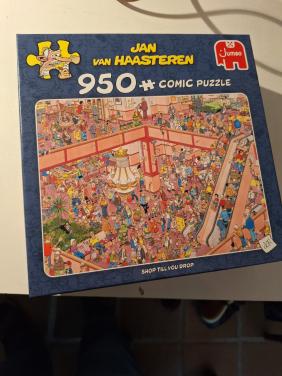 JAN
VAN HAASTEREN
Jumbo
950 COMIC PUZZLE
SHOP TILL YOU DROP